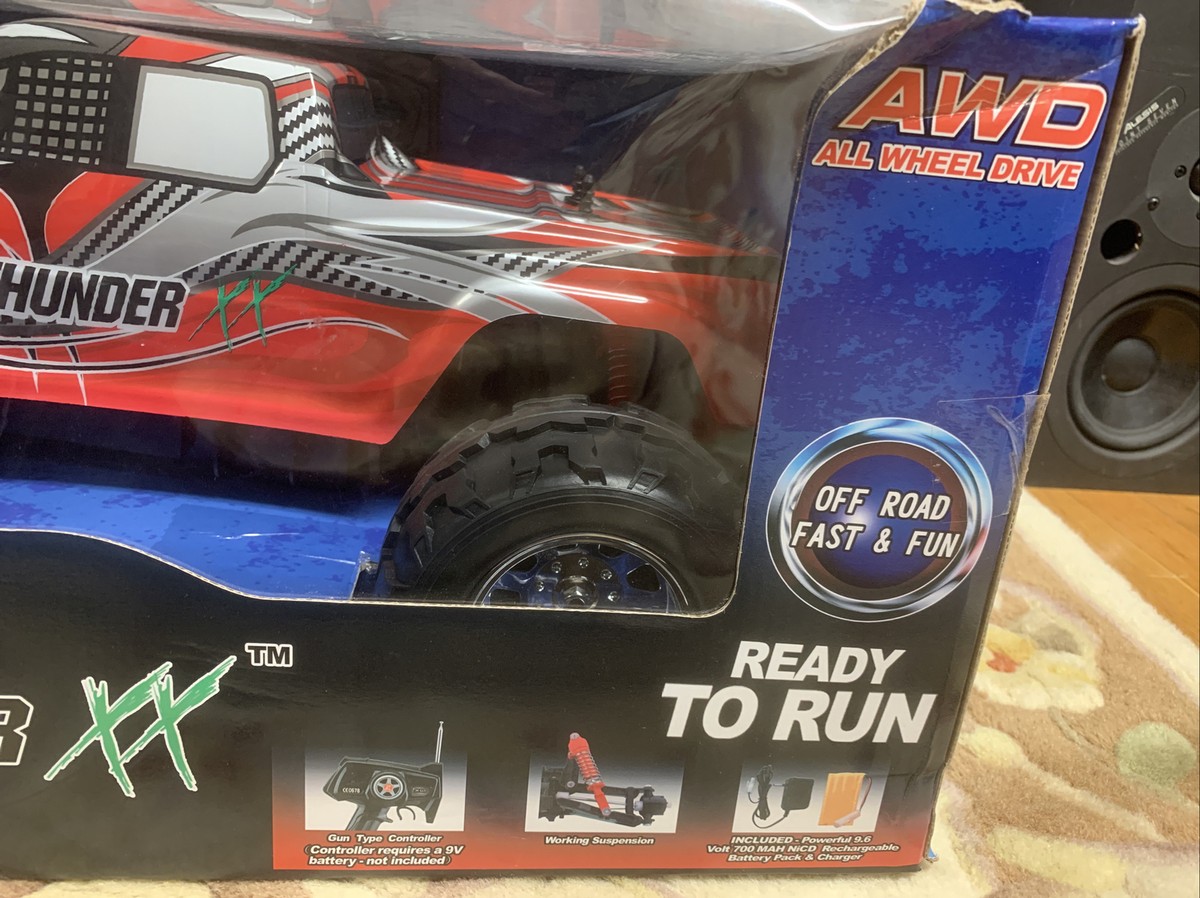 AWD
ALL WHEEL DRIVE
ALESIS
HUNDER XX
OFF ROAD
FAST & FUN
R XX TM
READY
TO RUN
Gun Type Controller
(Controller requires a 9V
battery - not included)
Working Suspension
INCLUDED - Powerful 9.6
Volt 700 MAH NiCD Rechargeable
Battery Pack & Charger